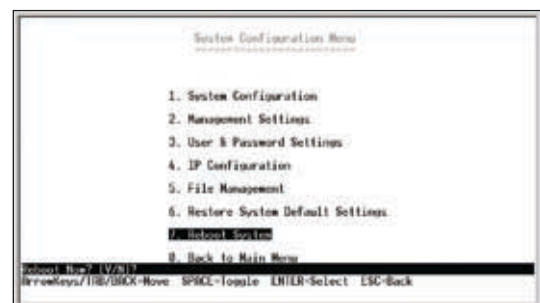 System Configuration Menu
1. System Configuration
2. Management Settings
3. User & Password Settings
4. IP Configuration
5. File Management
6. Restore System Default Settings
7. Reboot System
0. Back to Main Menu
Reboot Now? [Y/N]?
ArrowKeys/TAB/BACK-Move SPACE-Toggle ENTER-Select ESC-Back